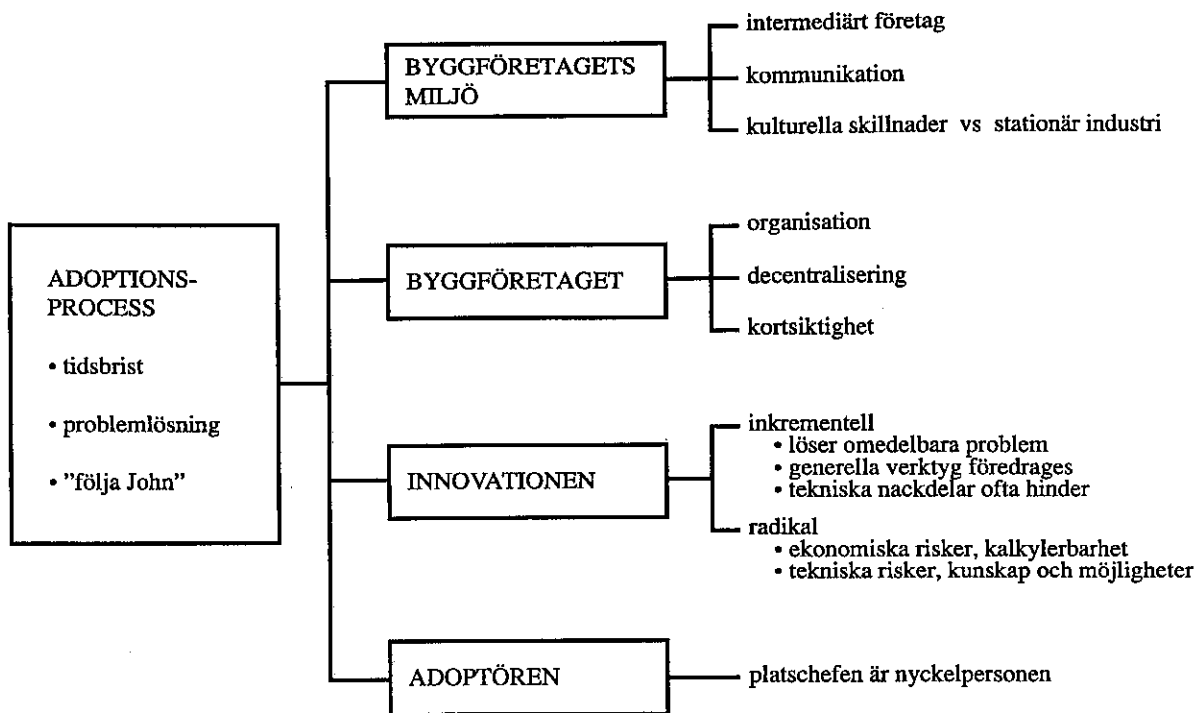 ADOPTIONS-
PROCESS
• tidsbrist
• problemlösning
• ”följa John”
BYGGFÖRETAGETS
MILJÖ
intermediärt företag
kommunikation
kulturella skillnader vs stationär industri
BYGGFÖRETAGET
organisation
decentralisering
kortsiktighet
INNOVATIONEN
inkrementell
• löser omedelbara problem
• generella verktyg föredrages
• tekniska nackdelar ofta hinder
radikal
• ekonomiska risker, kalkylerbarhet
• tekniska risker, kunskap och möjligheter
ADOPTÖREN
platschefen är nyckelpersonen